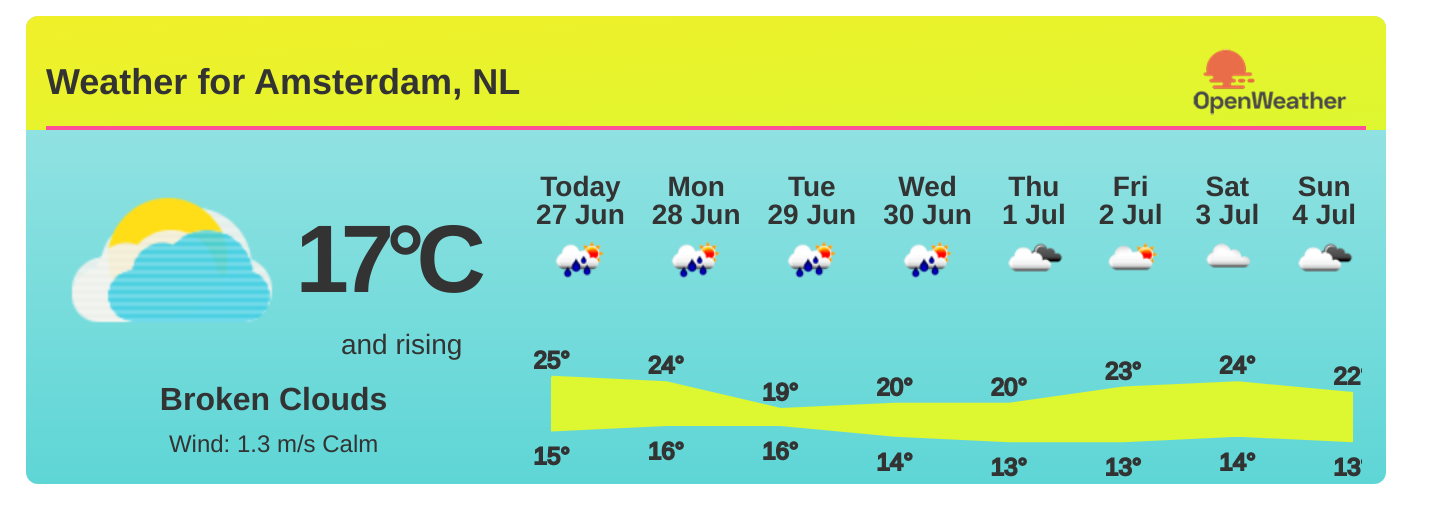 Weather for Amsterdam, NL
OpenWeather
17°C
and rising
Broken Clouds
Wind: 1.3 m/s Calm
Today Mon Tue Wed Thu Fri Sat Sun
27 Jun 28 Jun 29 Jun 30 Jun 1 Jul 2 Jul 3 Jul 4 Jul
25° 24° 19° 20° 20° 23° 24° 22°
15° 16° 16° 14° 13° 13° 14° 13